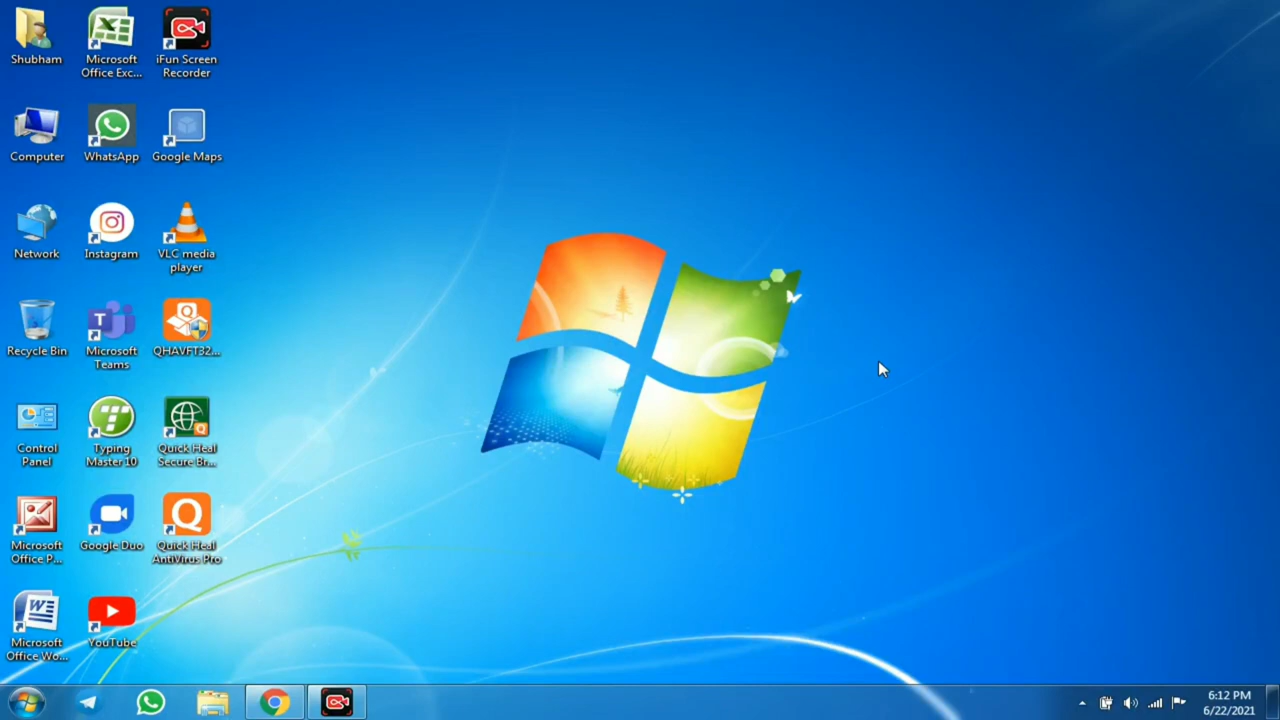 Shubham
Microsoft
Office Exc...
iFun Screen
Recorder
Computer
WhatsApp
Google Maps
Network
Instagram
VLC media
player
Recycle Bin
Microsoft
Teams
QHAVFT32...
Control
Panel
Typing
Master 10
Quick Heal
Secure Br...
Microsoft
Office P...
Google Duo
Quick Heal
AntiVirus Pro
Microsoft
Office Wo...
YouTube
6:12 PM
6/22/2021